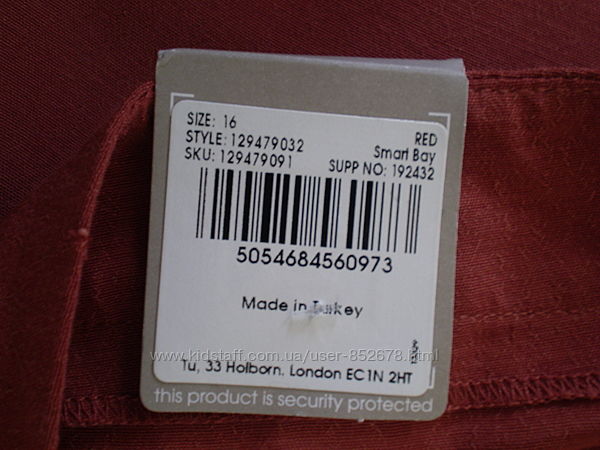 SIZE: 16
RED
STYLE: 129479032
Smart Bay
SKU: 129479091
SUPP NO: 192432
5054684560973
Made in Turkey
www.kidstaff.com.ua/user-852678.html
Tu, 33 Holborn, London EC1N 2HT
this product is security protected